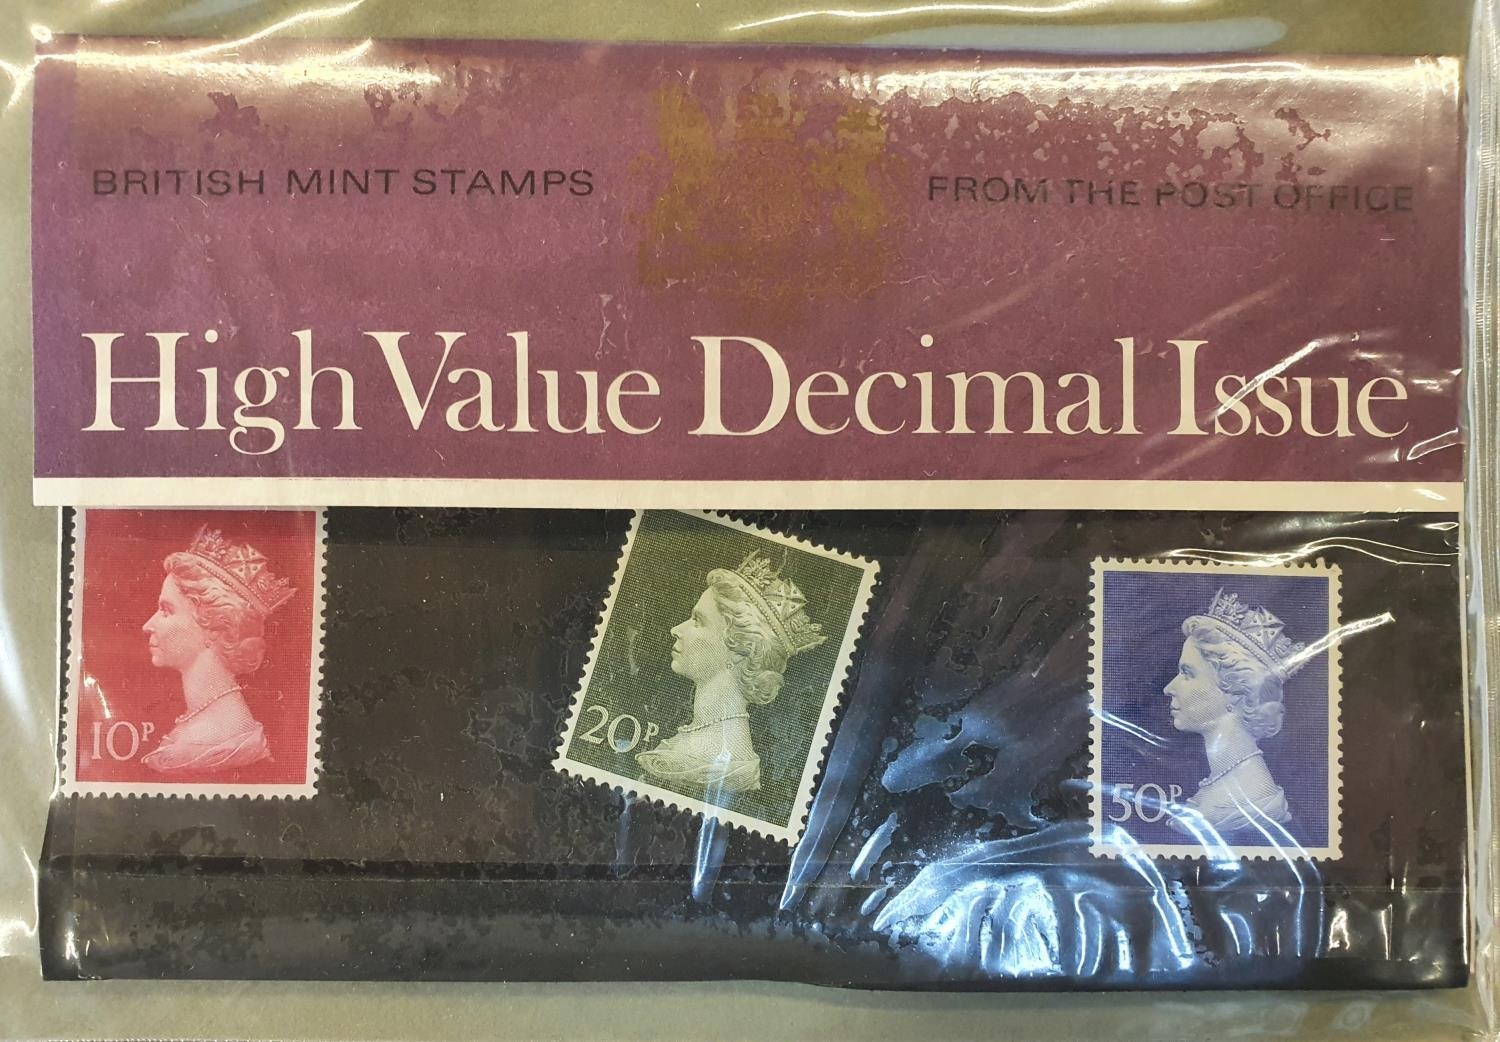 BRITISH MINT STAMPS FROM THE POST OFFICE
High Value Decimal Issue
10P
20P
50P